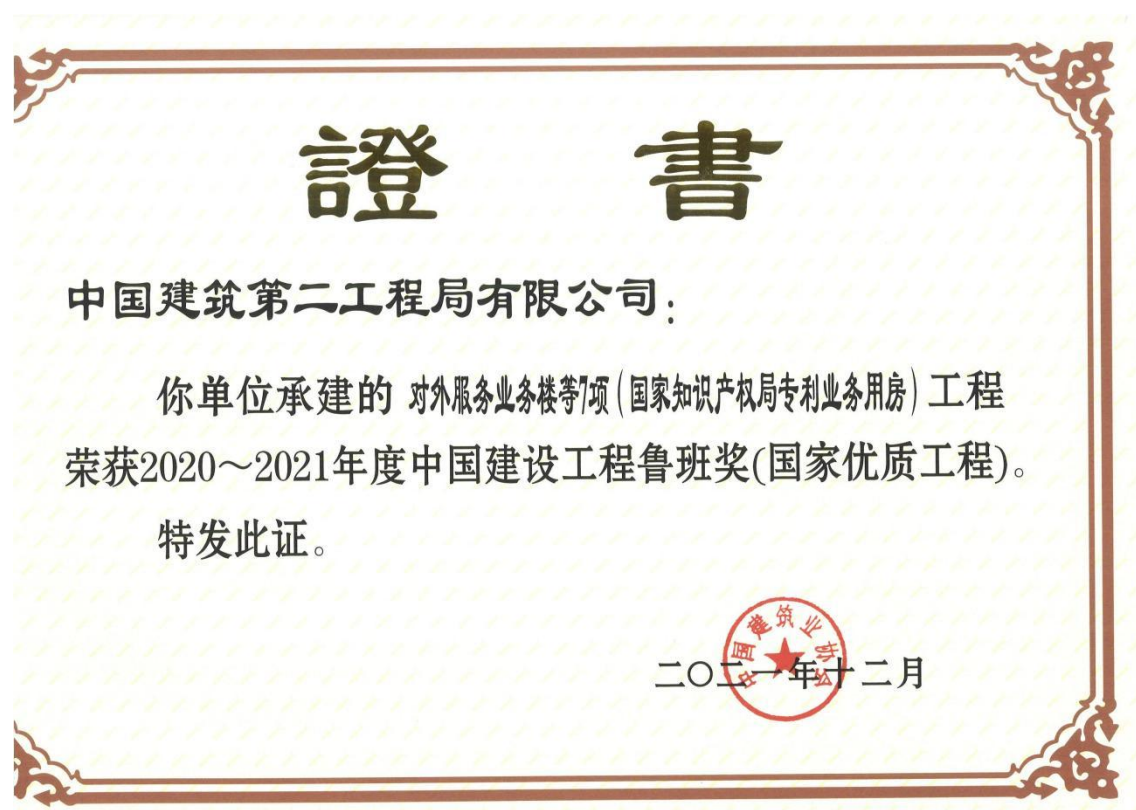 證書
中国建筑第二工程局有限公司：
你单位承建的 对外服务业务楼等7项(国家知识产权局专利业务用房)工程
荣获2020～2021年度中国建设工程鲁班奖(国家优质工程)。
特发此证。
中国建筑业协会
二〇二一年十二月